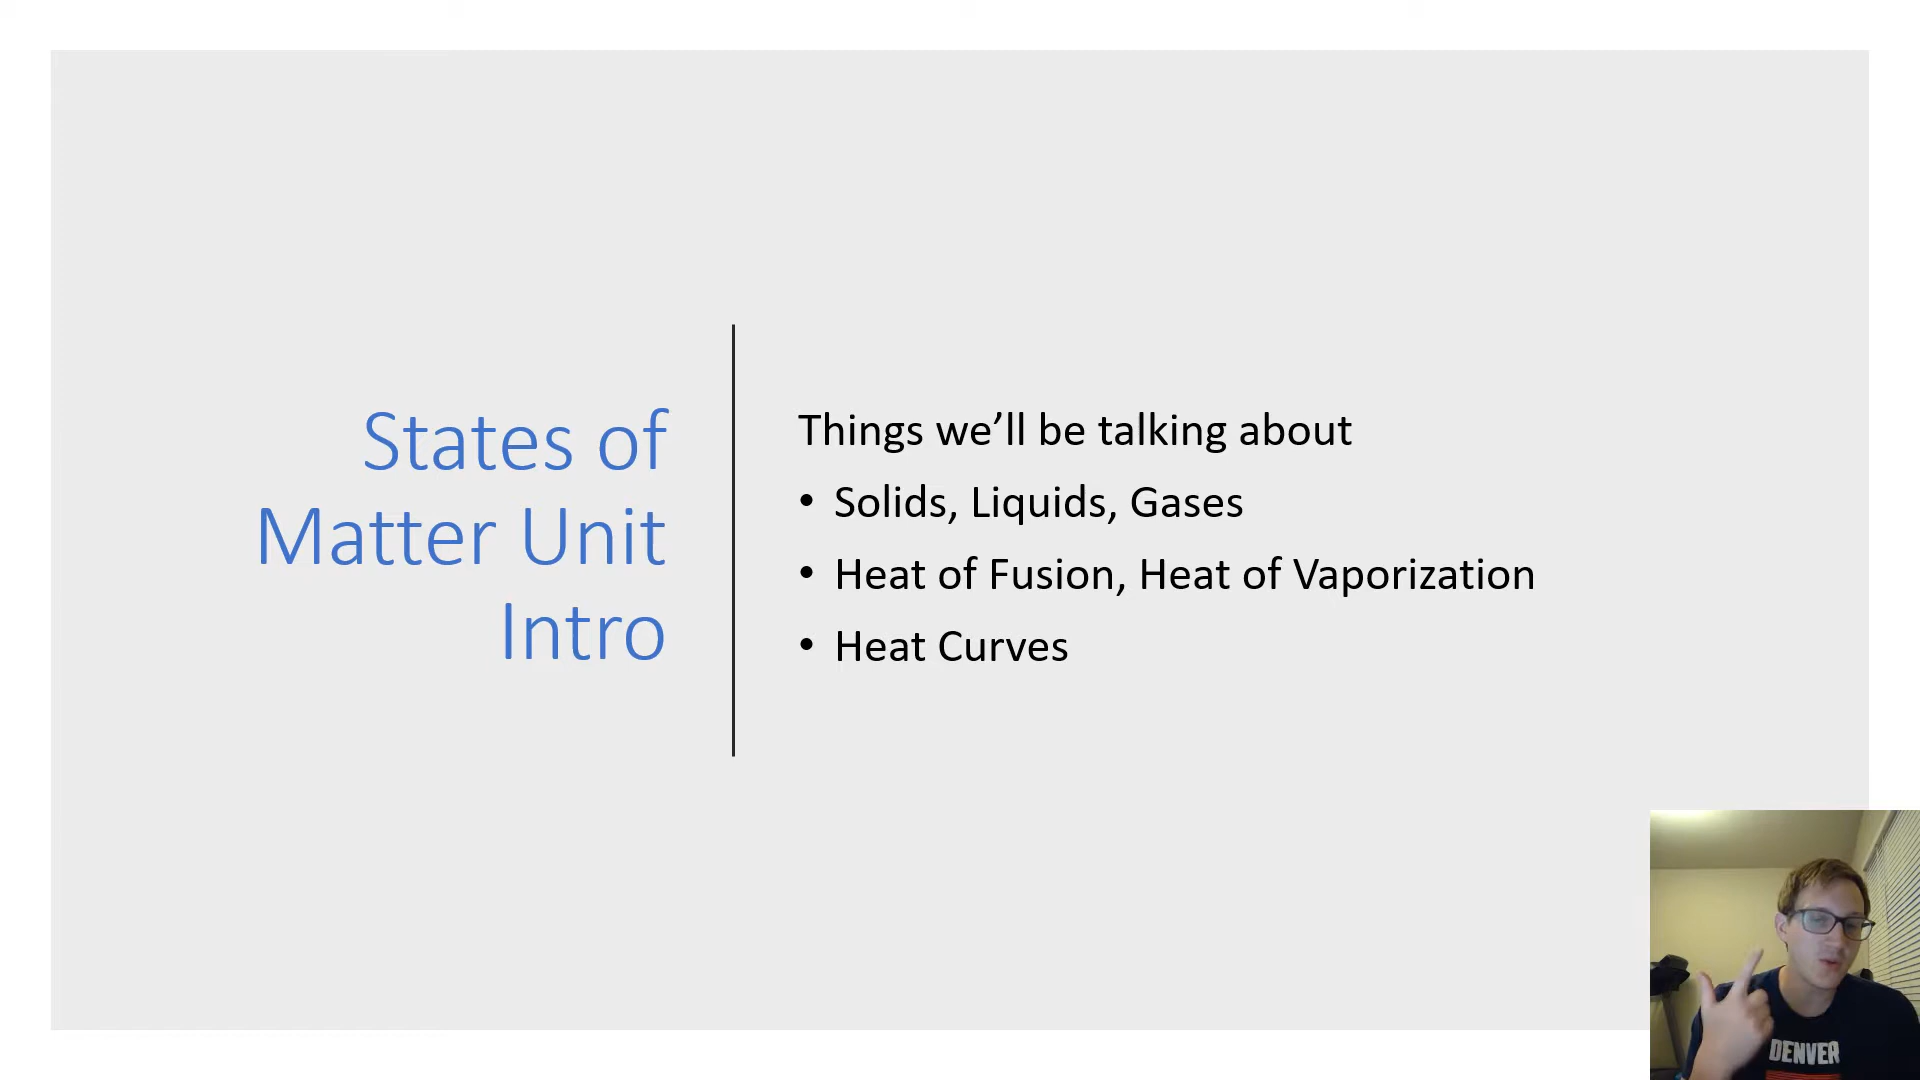 States of
Matter Unit
Intro
Things we’ll be talking about
• Solids, Liquids, Gases
• Heat of Fusion, Heat of Vaporization
• Heat Curves
DENVER